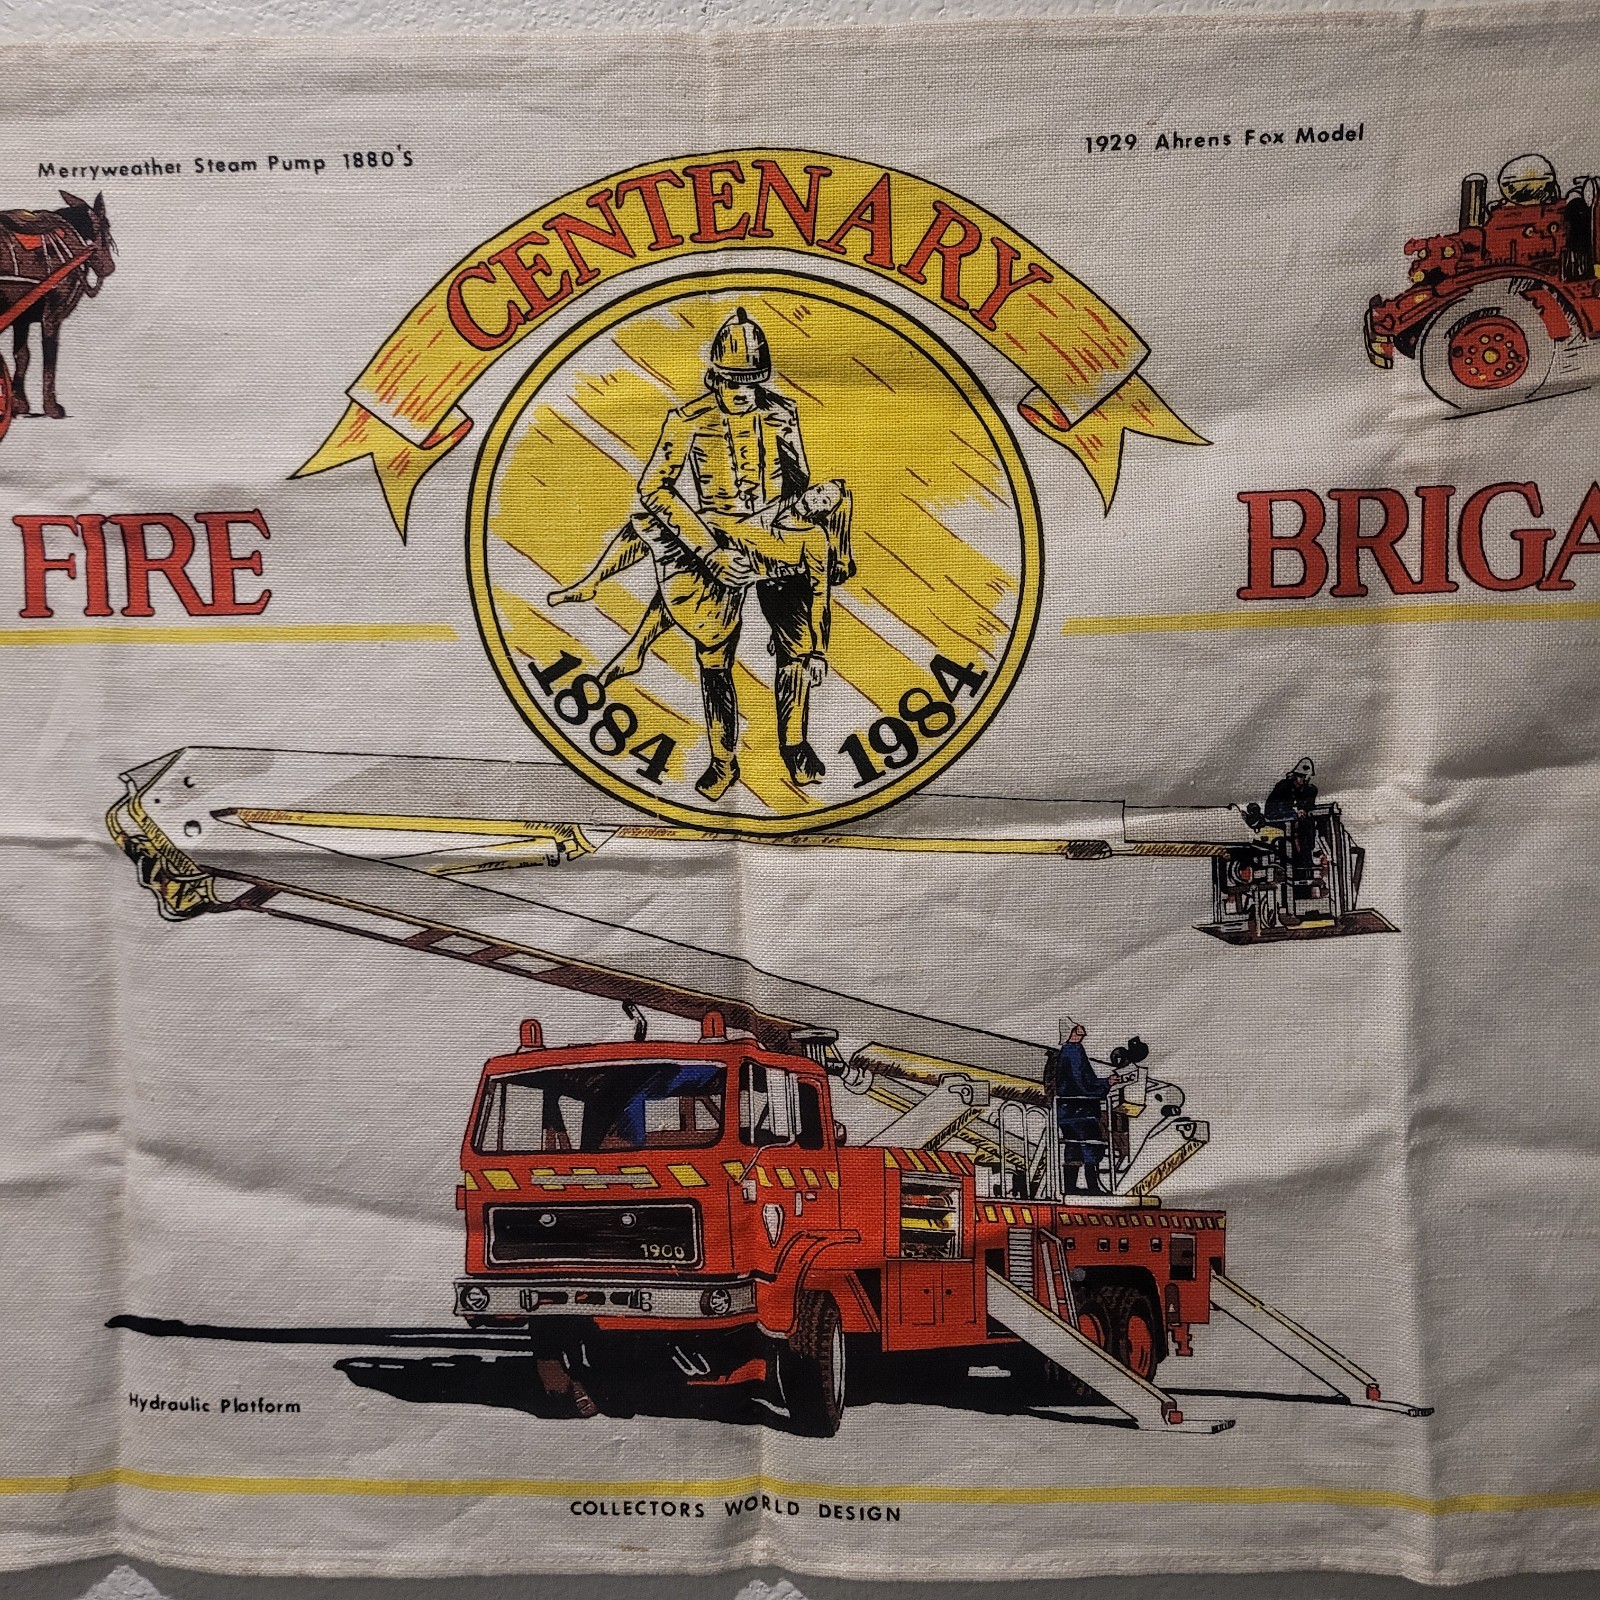 Merryweather Steam Pump 1880'S
1929 Ahrens Fox Model
CENTENARY
FIRE
BRIGA
1884 1984
1900
Hydraulic Platform
COLLECTORS WORLD DESIGN